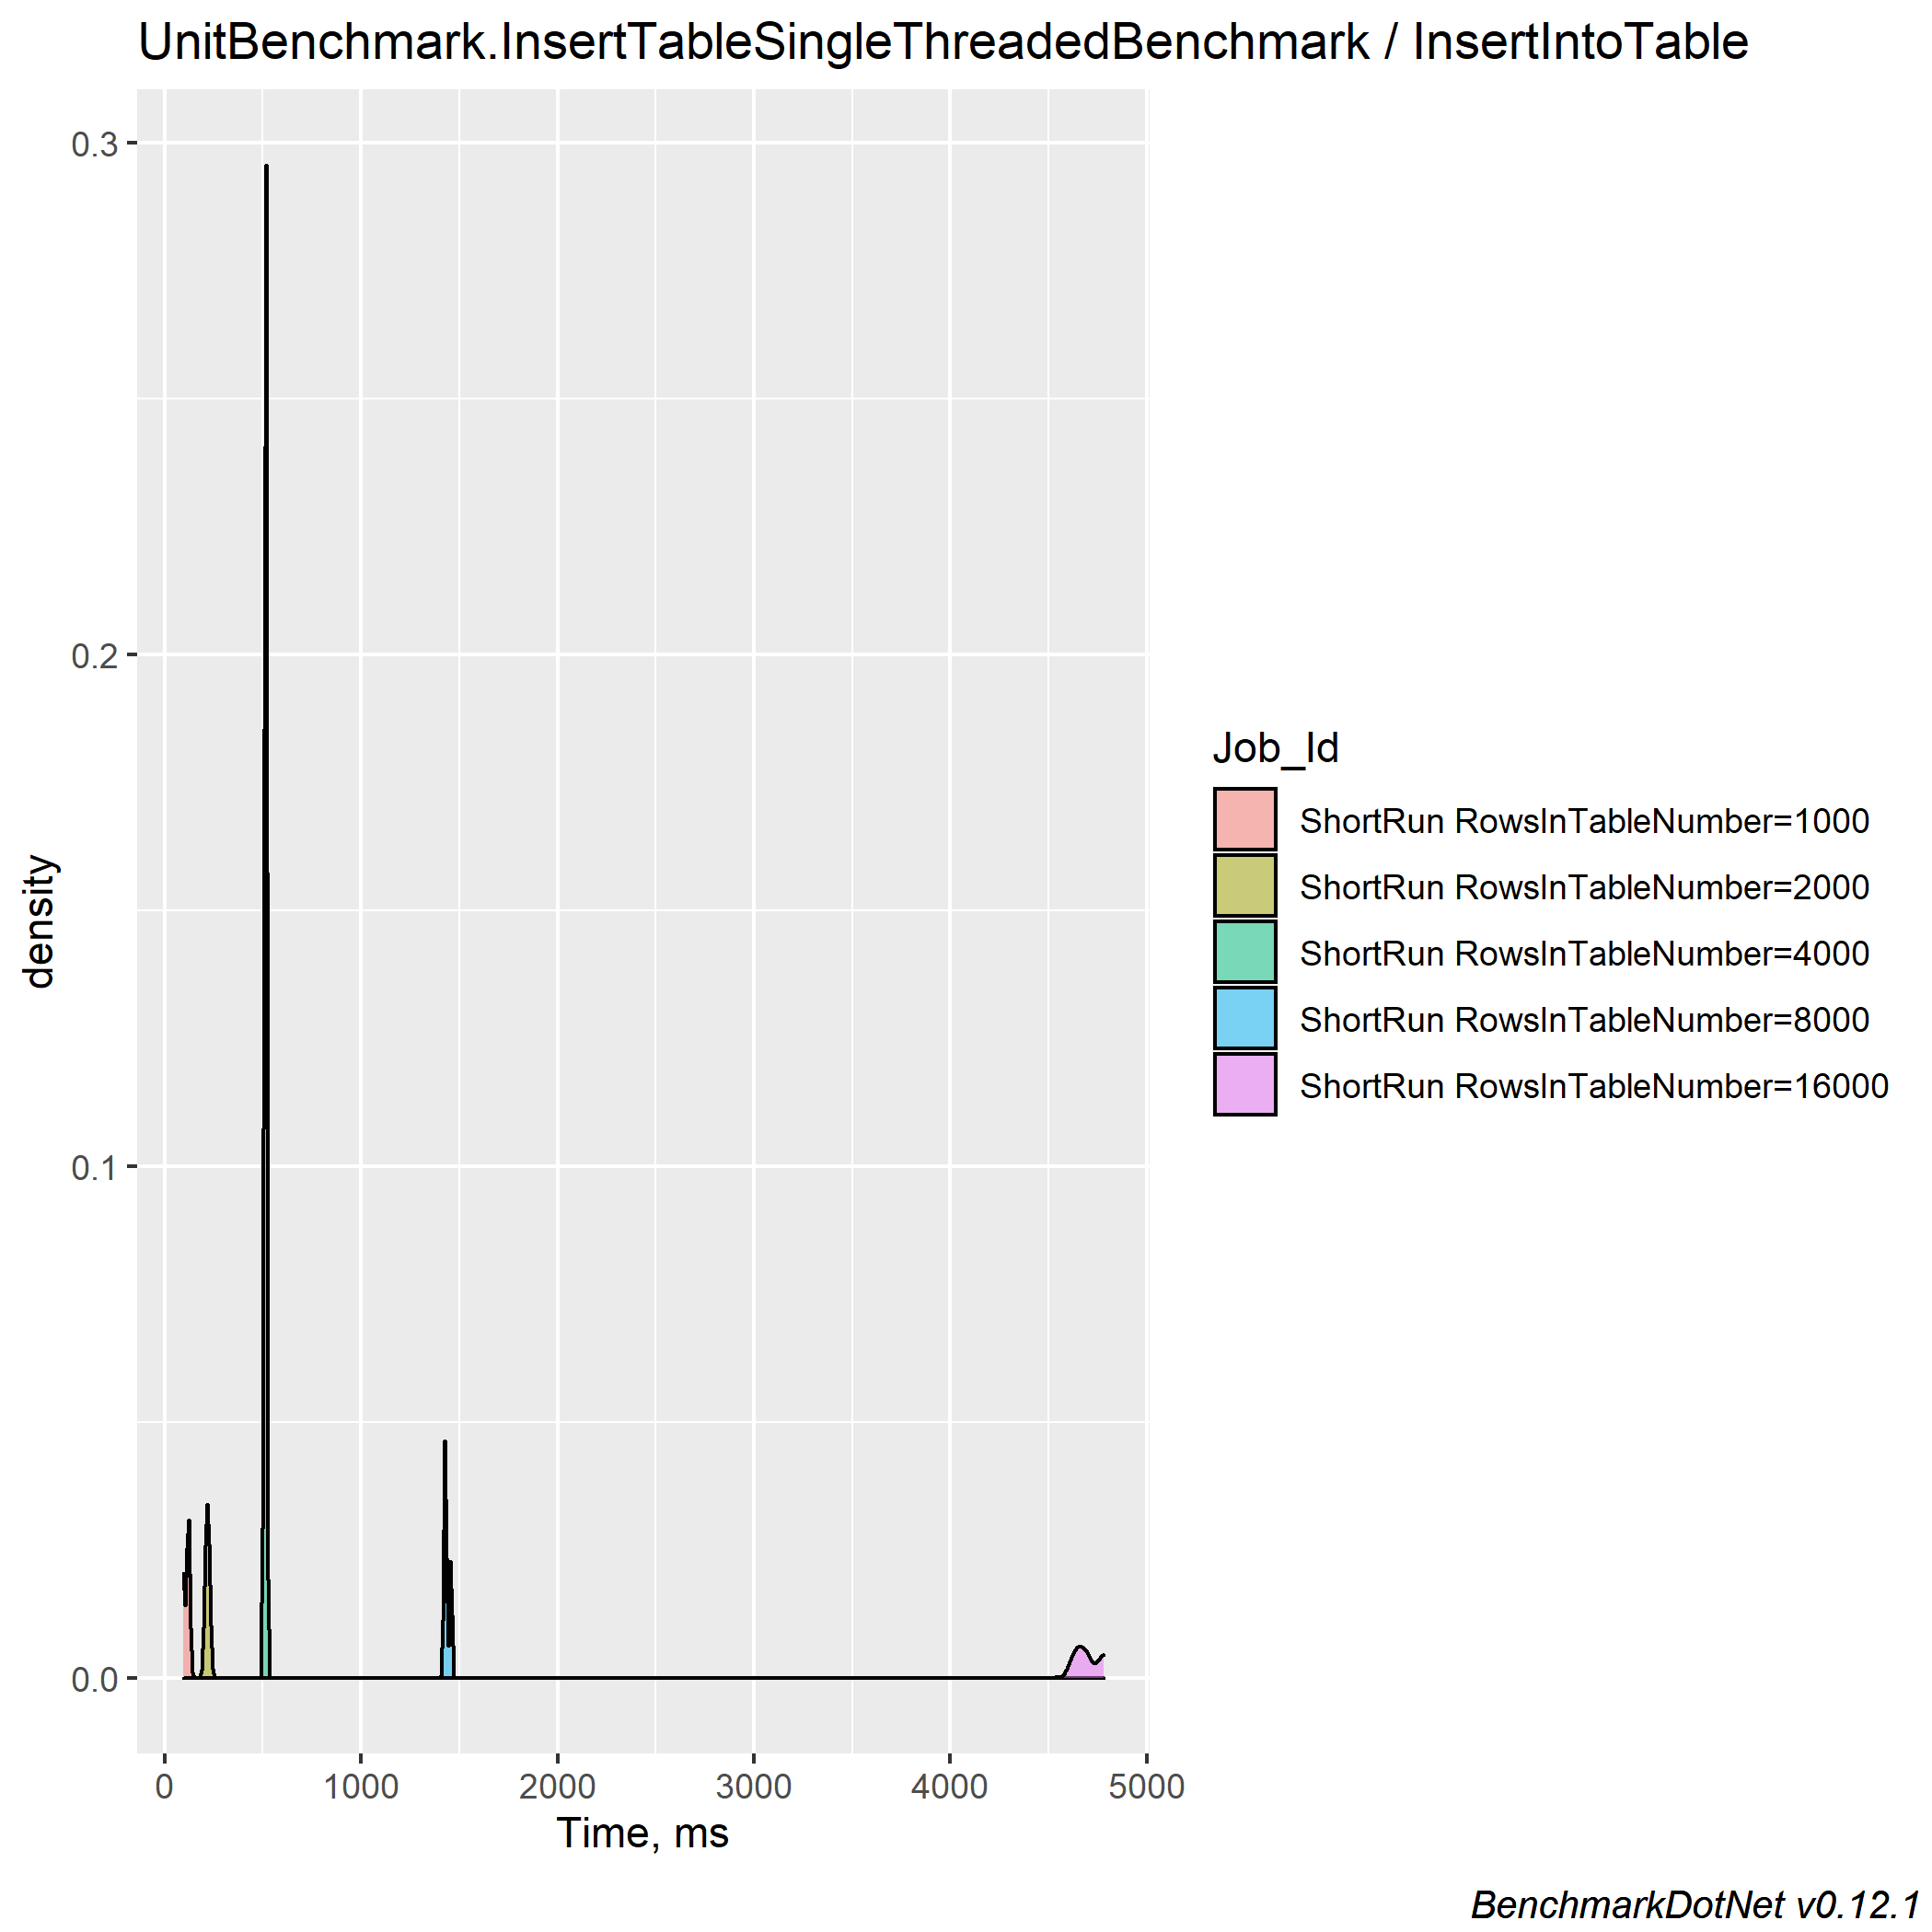 UnitBenchmark.InsertTableSingleThreadedBenchmark / InsertIntoTable
0.3
0.2
0.1
0.0
density
0 1000 2000 3000 4000 5000
Time, ms
Job_Id
ShortRun RowsInTableNumber=1000
ShortRun RowsInTableNumber=2000
ShortRun RowsInTableNumber=4000
ShortRun RowsInTableNumber=8000
ShortRun RowsInTableNumber=16000
BenchmarkDotNet v0.12.1